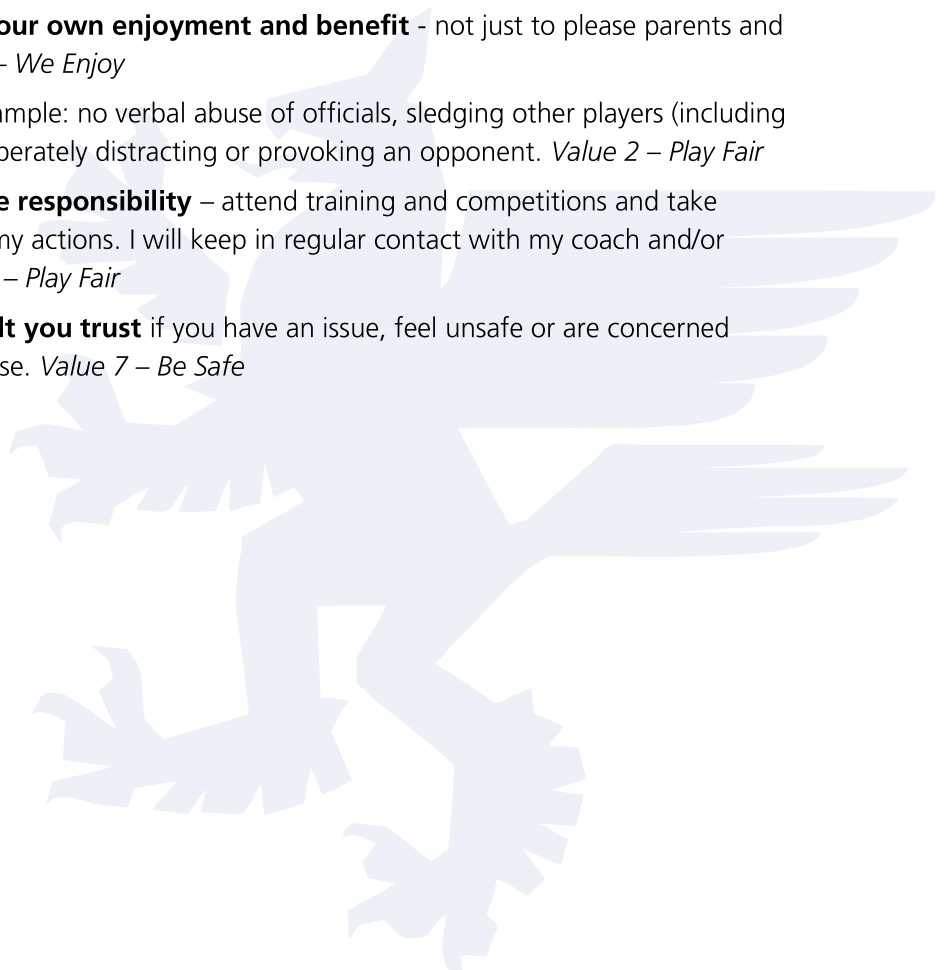 our own enjoyment and benefit - not just to please parents and
– We Enjoy
ample: no verbal abuse of officials, sledging other players (including
berately distracting or provoking an opponent. Value 2 – Play Fair
e responsibility – attend training and competitions and take
my actions. I will keep in regular contact with my coach and/or
– Play Fair
lt you trust if you have an issue, feel unsafe or are concerned
se. Value 7 – Be Safe